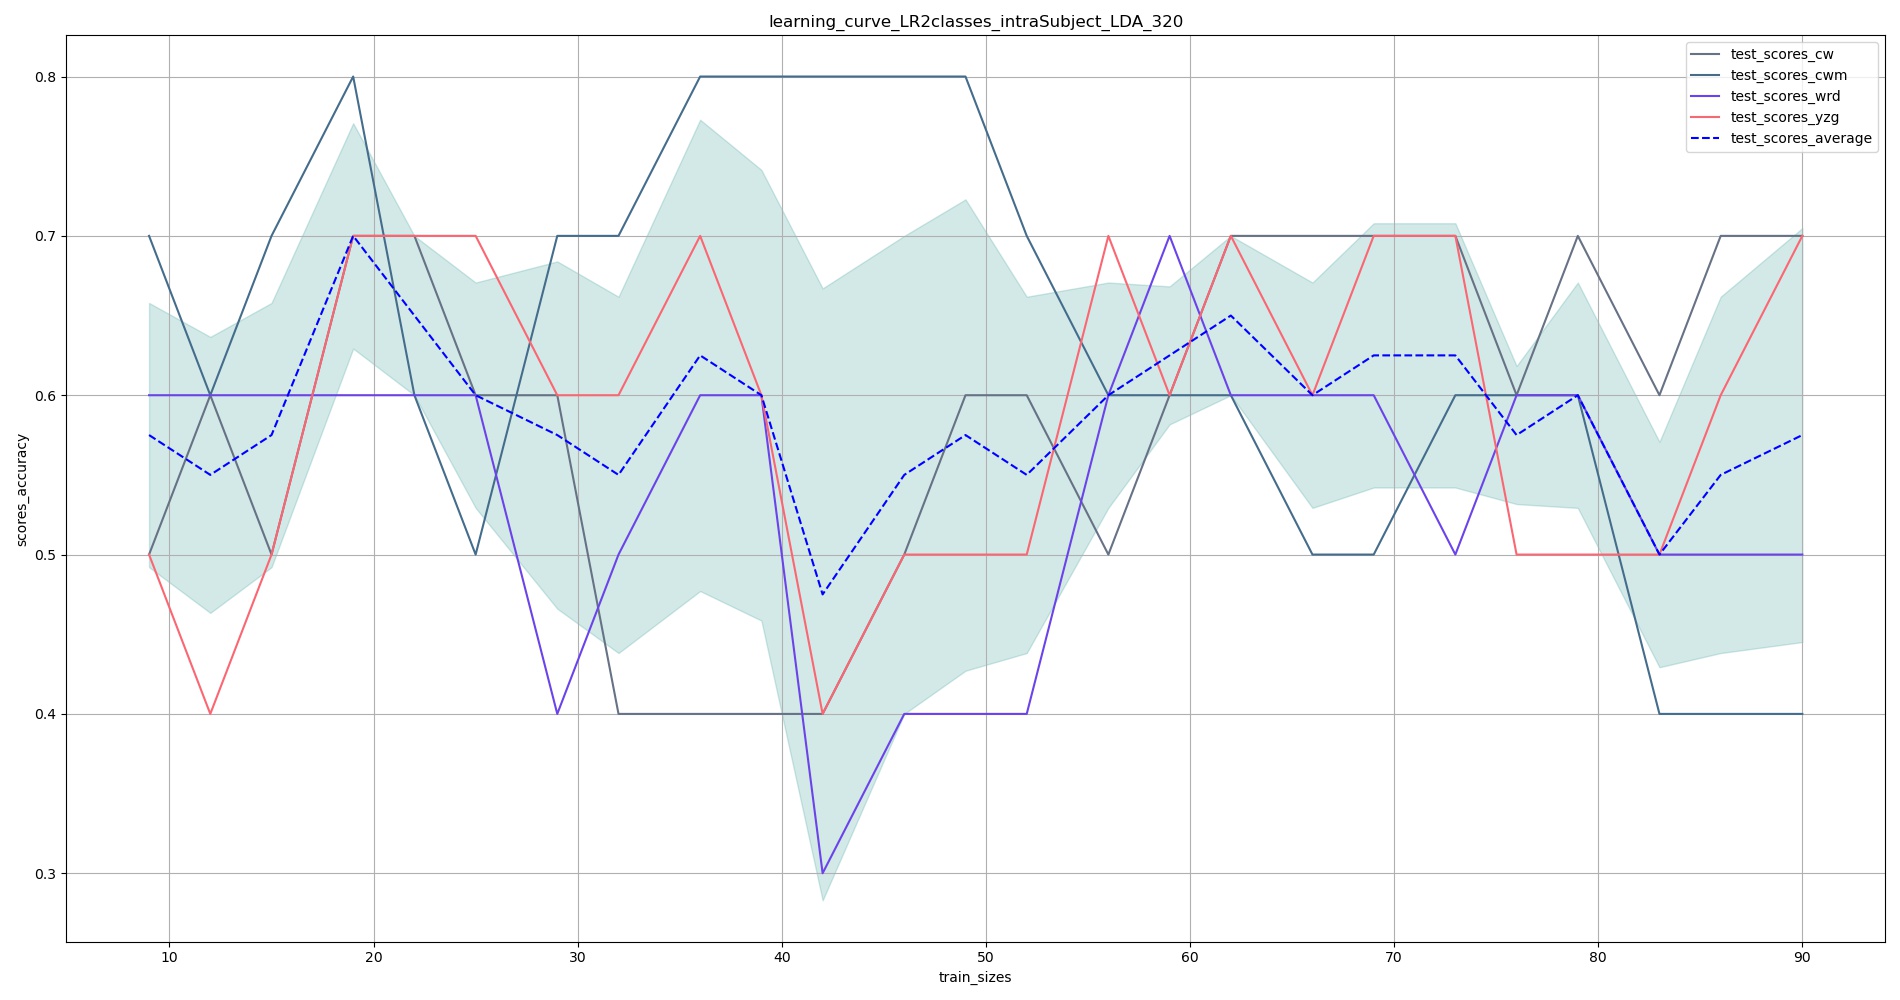 learning_curve_LR2classes_intraSubject_LDA_320
test_scores_cw
test_scores_cwm
test_scores_wrd
test_scores_yzg
test_scores_average
scores_accuracy
0.8
0.7
0.6
0.5
0.4
0.3
10 20 30 40 50 60 70 80 90
train_sizes